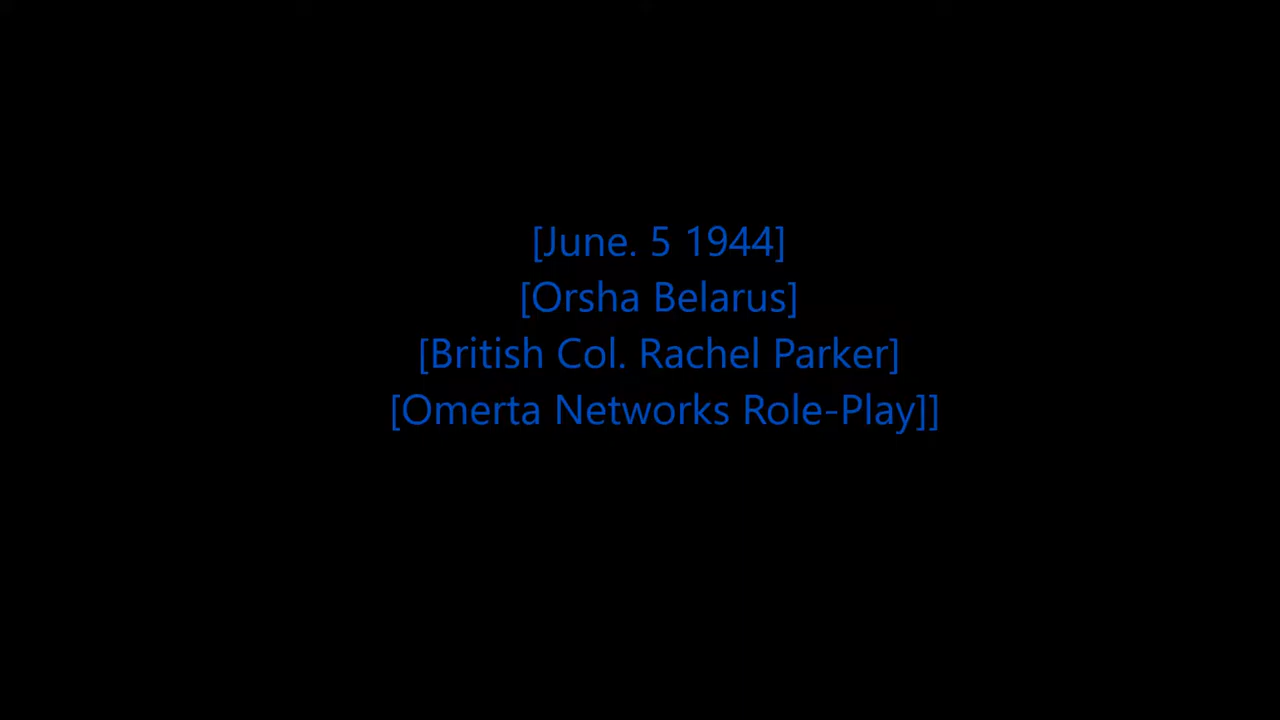 [June. 5 1944]
[Orsha Belarus]
[British Col. Rachel Parker]
[Omerta Networks Role-Play]]